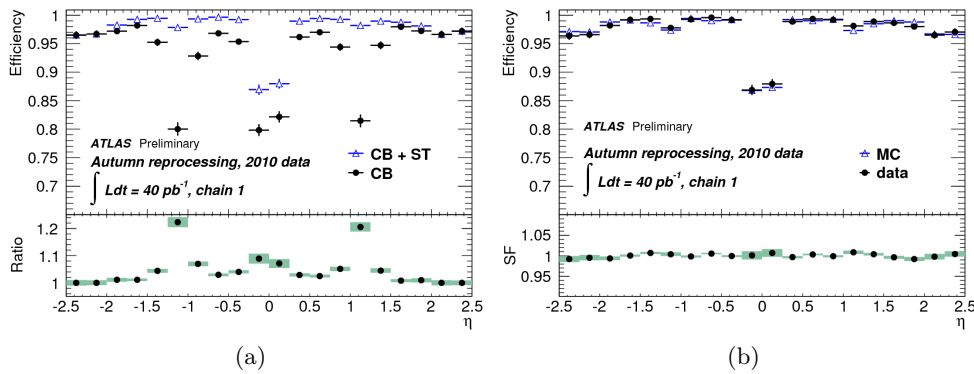 Efficiency
1
0.95
0.9
0.85
0.8
0.75
0.7
ATLAS Preliminary
Autumn reprocessing, 2010 data
∫ Ldt = 40 pb⁻¹, chain 1
CB + ST
CB
Ratio
1.2
1.1
1
-2.5 -2 -1.5 -1 -0.5 0 0.5 1 1.5 2 2.5
η
(a)
Efficiency
1
0.95
0.9
0.85
0.8
0.75
0.7
ATLAS Preliminary
Autumn reprocessing, 2010 data
∫ Ldt = 40 pb⁻¹, chain 1
MC
data
SF
1.05
1
0.95
-2.5 -2 -1.5 -1 -0.5 0 0.5 1 1.5 2 2.5
η
(b)